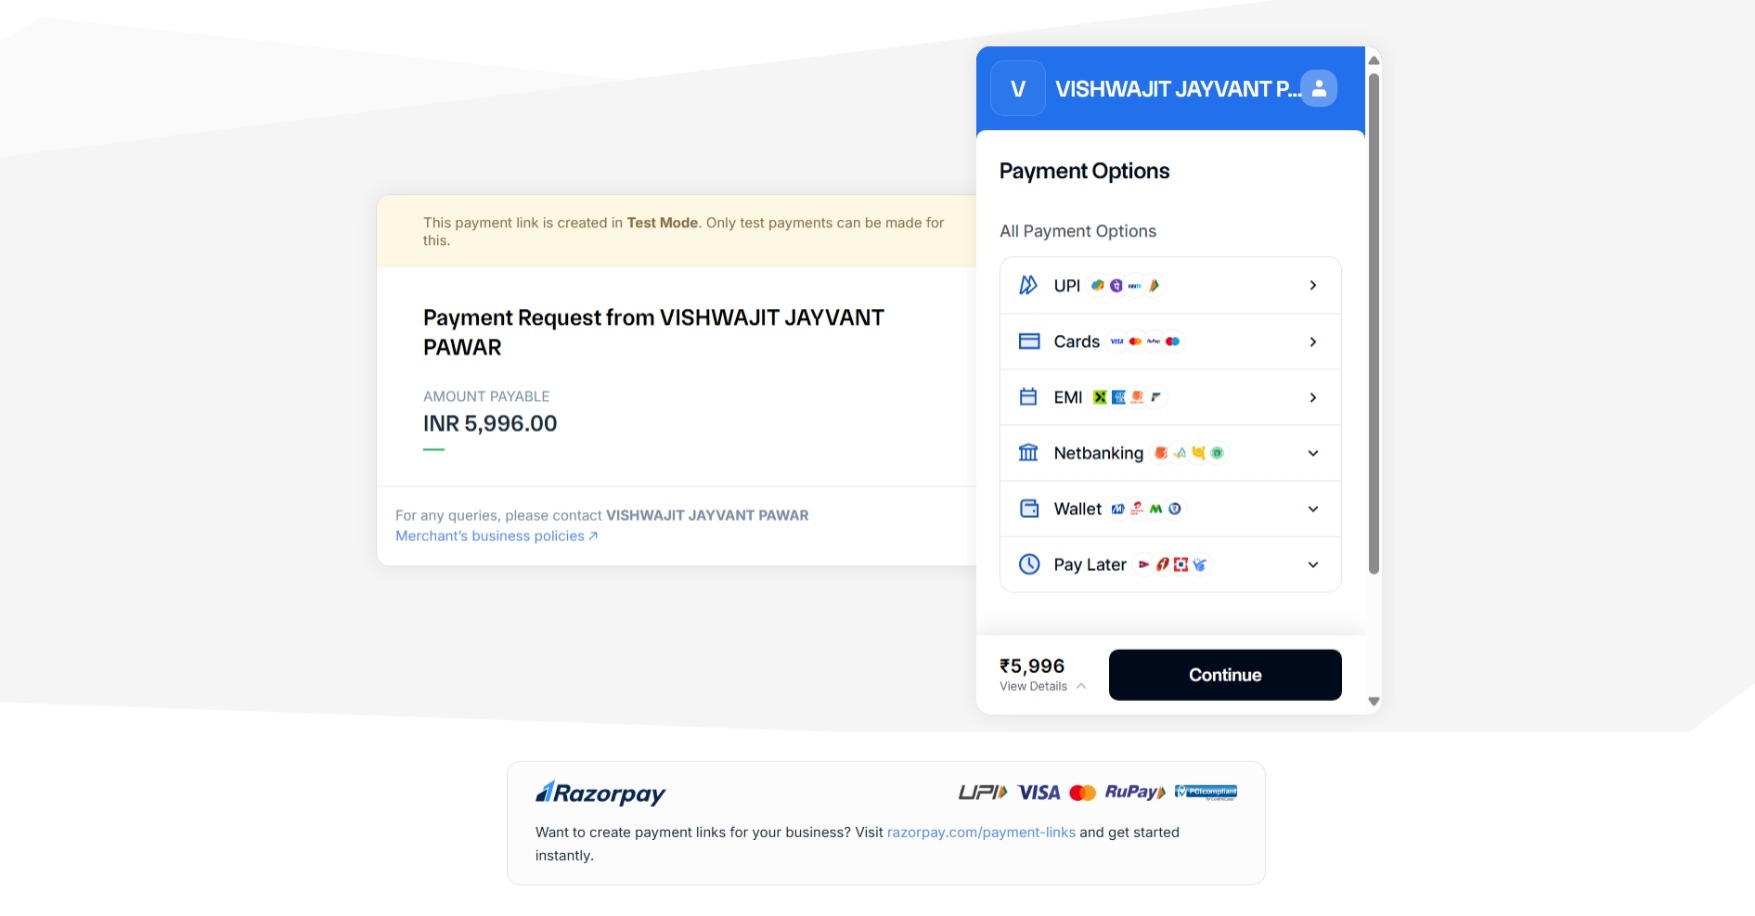 This payment link is created in Test Mode. Only test payments can be made for
this.
Payment Request from VISHWAJIT JAYVANT
PAWAR
AMOUNT PAYABLE
INR 5,996.00
For any queries, please contact VISHWAJIT JAYVANT PAWAR
Merchant's business policies
V
VISHWAJIT JAYVANT P...
Payment Options
All Payment Options
UPI
Cards VISA RuPay
EMI
Netbanking
Wallet
Pay Later
₹5,996
View Details
Continue
Razorpay
UPI VISA RuPay PCI compliant
Want to create payment links for your business? Visit razorpay.com/payment-links and get started
instantly.